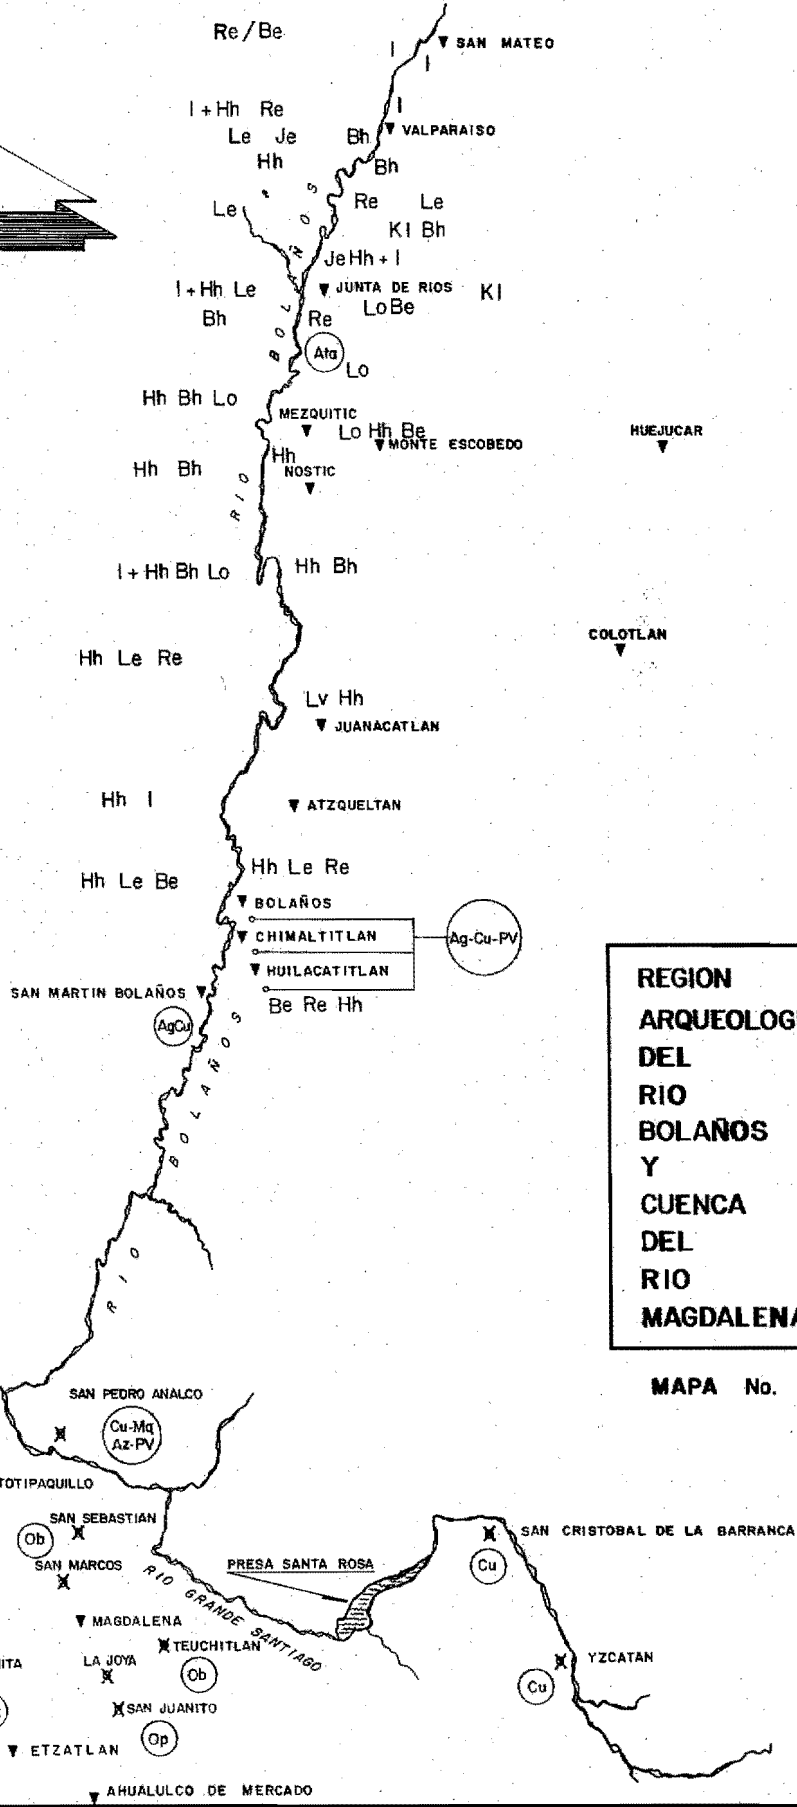 Re/Be
I
SAN MATEO
I
I+Hh Re
I
Le Je
Bh
VALPARAISO
Hh
Bh
Le
Re Le
KI Bh
JeHh+I
I+Hh Le
JUNTA DE RIOS
KI
LoBe
Bh
Re
BOLAÑOS
Ata
Lo
Hh Bh Lo
MEZQUITIC
Lo Hh Be
HUEJUCAR
MONTE ESCOBEDO
Hh
Hh Bh
NOSTIC
RIO
I+Hh Bh Lo
Hh Bh
COLOTLAN
Hh Le Re
Lv Hh
JUANACATLAN
Hh I
ATZQUELTAN
Hh Le Re
Hh Le Be
BOLAÑOS
CHIMALTITLAN
Ag-Cu-PV
HUILACATITLAN
SAN MARTIN BOLAÑOS
Be Re Hh
AgCu
BOLAÑOS
RIO
REGION
ARQUEOLOG
DEL
RIO
BOLAÑOS
Y
CUENCA
DEL
RIO
MAGDALENA
MAPA No.
SAN PEDRO ANALCO
Cu-Mq
Az-PV
TOTIPAQUILLO
SAN SEBASTIAN
Ob
SAN MARCOS
SAN CRISTOBAL DE LA BARRANCA
Cu
PRESA SANTA ROSA
RIO GRANDE SANTIAGO
MAGDALENA
TEUCHITLAN
ITA
LA JOYA
Ob
YZCATAN
Cu
SAN JUANITO
Op
ETZATLAN
AHUALULCO DE MERCADO